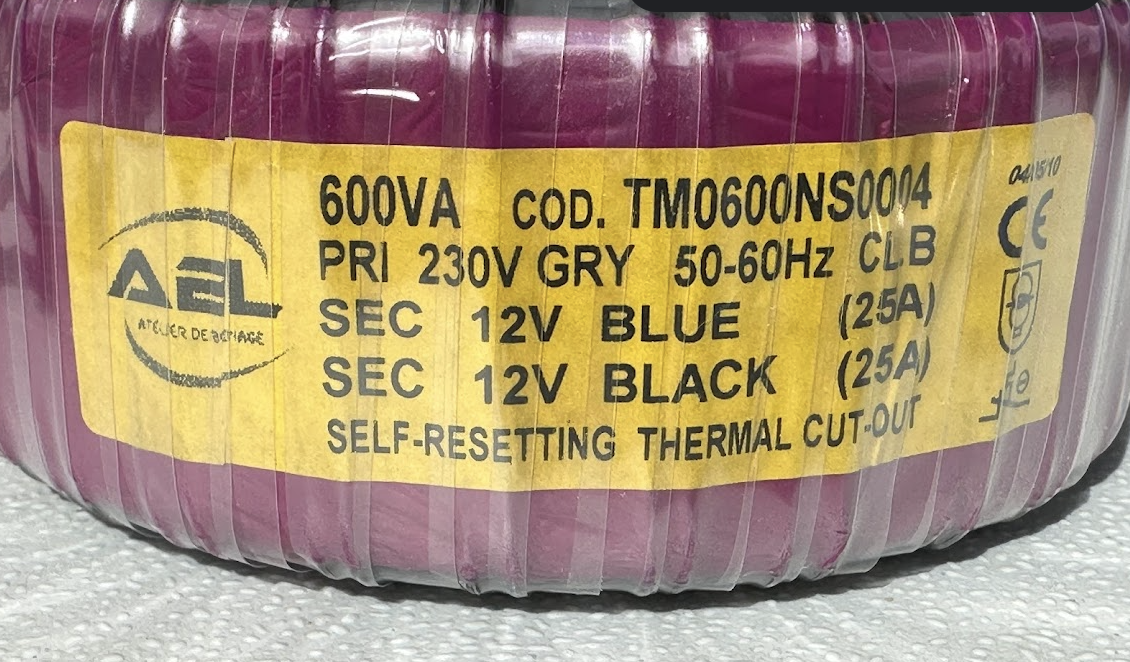 AEL
ATELIER DE BOBINAGE
600VA COD. TM0600NS0004
PRI 230V GRY 50-60Hz CL.B
SEC 12V BLUE (25A)
SEC 12V BLACK (25A)
SELF-RESETTING THERMAL CUT-OUT
CE